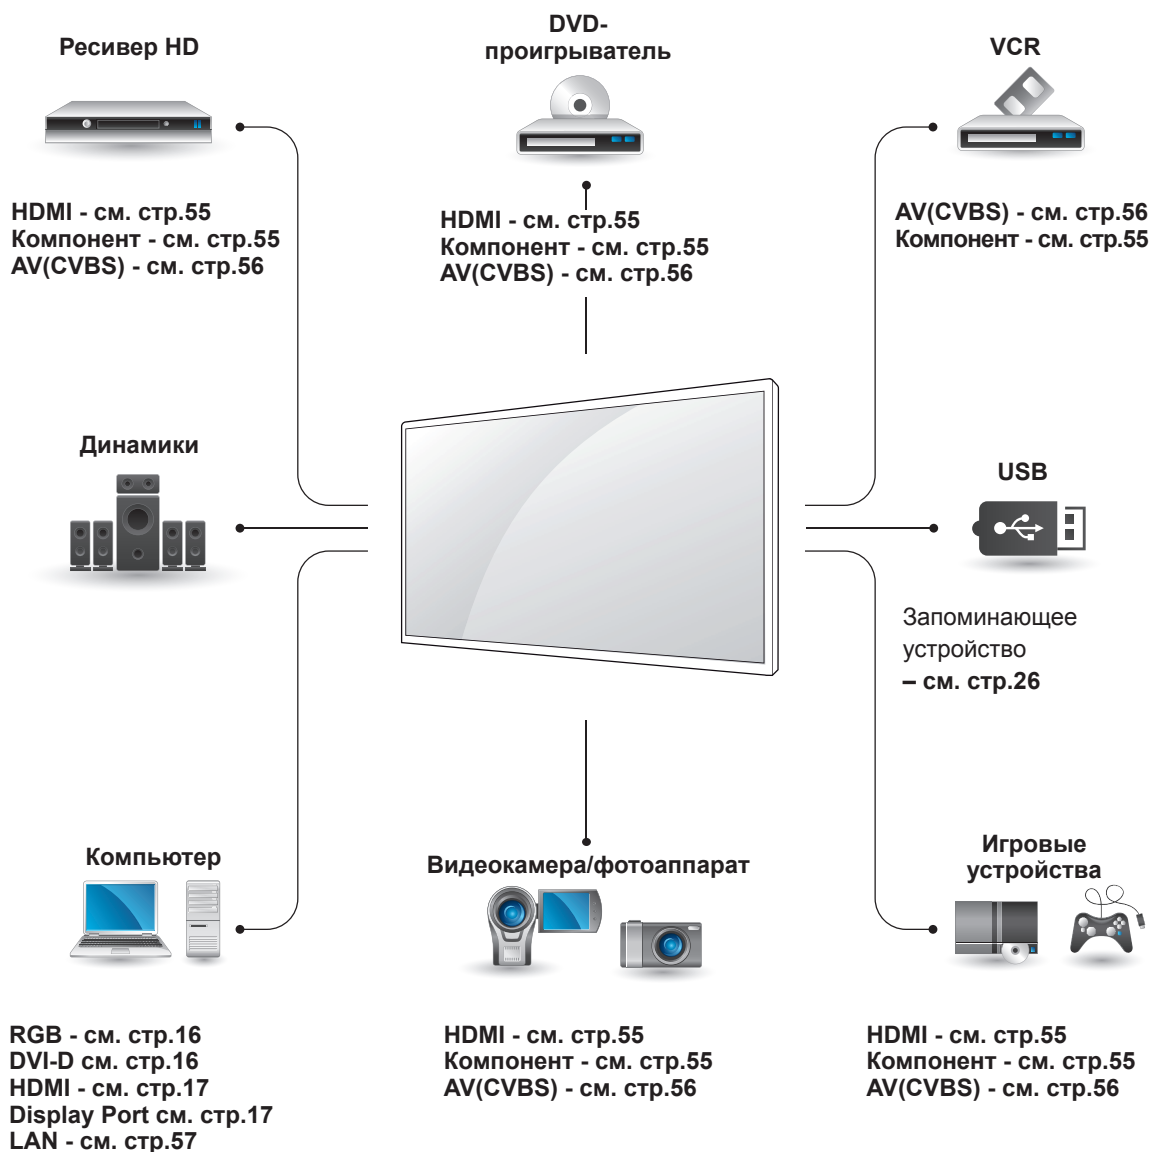 Ресивер HD
HDMI - см. стр.55
Компонент - см. стр.55
AV(CVBS) - см. стр.56
DVD-
проигрыватель
HDMI - см. стр.55
Компонент - см. стр.55
AV(CVBS) - см. стр.56
VCR
AV(CVBS) - см. стр.56
Компонент - см. стр.55
Динамики
USB
Запоминающее
устройство
– см. стр.26
Компьютер
RGB - см. стр.16
DVI-D см. стр.16
HDMI - см. стр.17
Display Port см. стр.17
LAN - см. стр.57
Видеокамера/фотоаппарат
HDMI - см. стр.55
Компонент - см. стр.55
AV(CVBS) - см. стр.56
Игровые
устройства
HDMI - см. стр.55
Компонент - см. стр.55
AV(CVBS) - см. стр.56